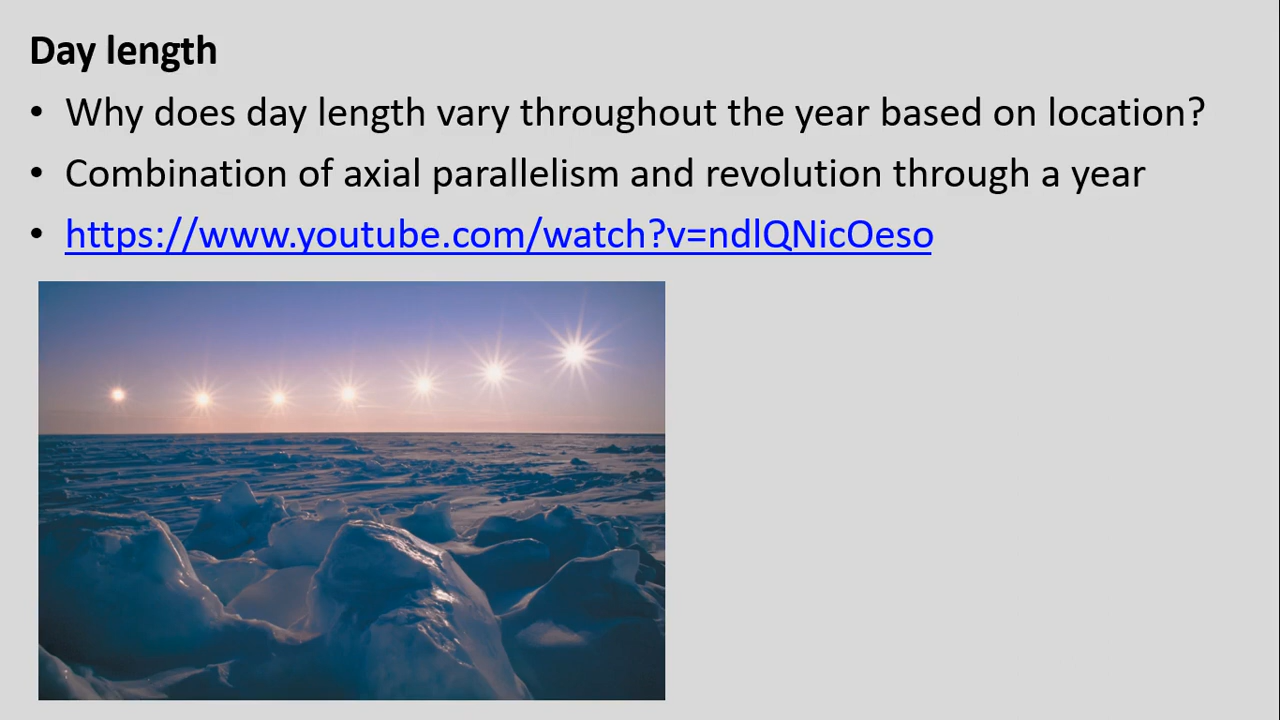 Day length
• Why does day length vary throughout the year based on location?
• Combination of axial parallelism and revolution through a year
• https://www.youtube.com/watch?v=ndlQNicOeso